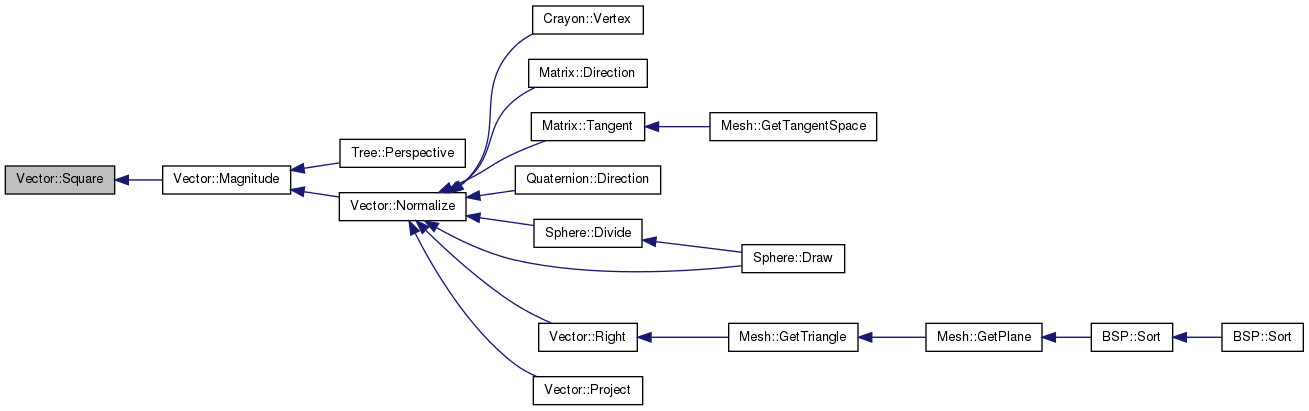 Crayon::Vertex
Matrix::Direction
Matrix::Tangent
Mesh::GetTangentSpace
Tree::Perspective
Vector::Square
Vector::Magnitude
Quaternion::Direction
Vector::Normalize
Sphere::Divide
Sphere::Draw
Vector::Right
Mesh::GetTriangle
Mesh::GetPlane
BSP::Sort
BSP::Sort
Vector::Project